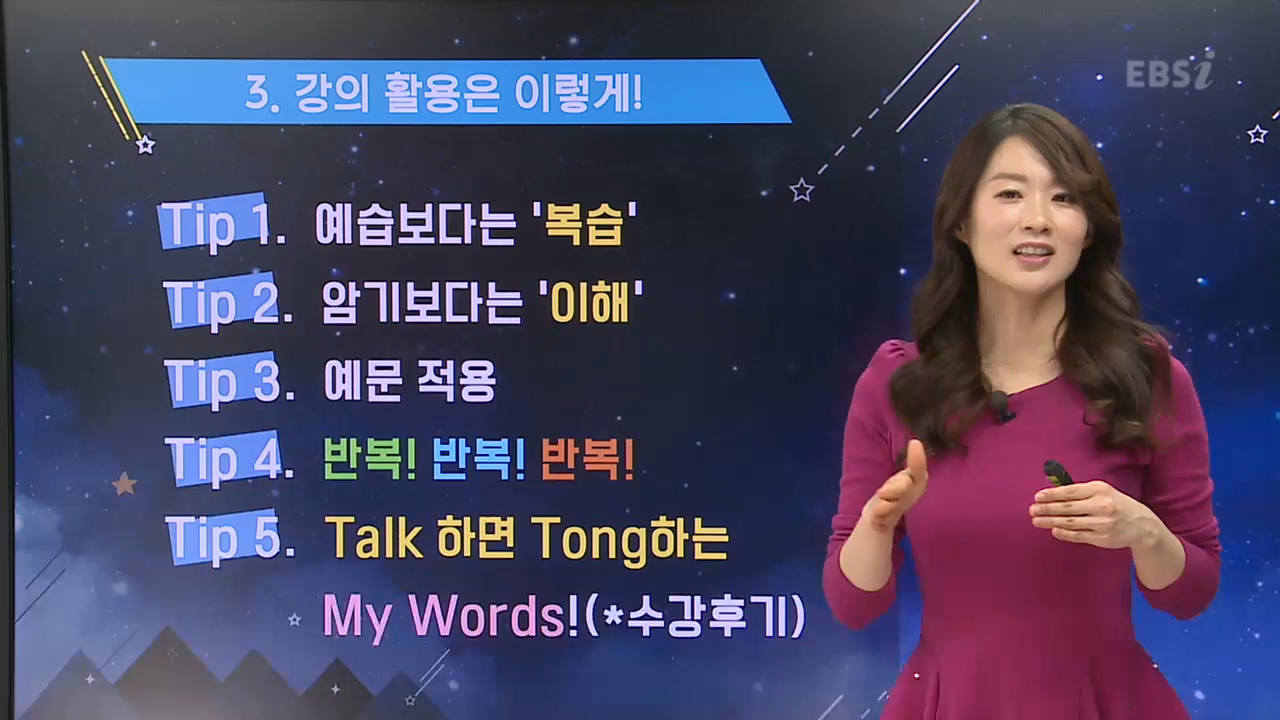 3. 강의 활용은 이렇게!
EBSi
Tip 1. 예습보다는 '복습'
Tip 2. 암기보다는 '이해'
Tip 3. 예문 적용
Tip 4. 반복! 반복! 반복!
Tip 5. Talk 하면 Tong하는
My Words!(*수강후기)